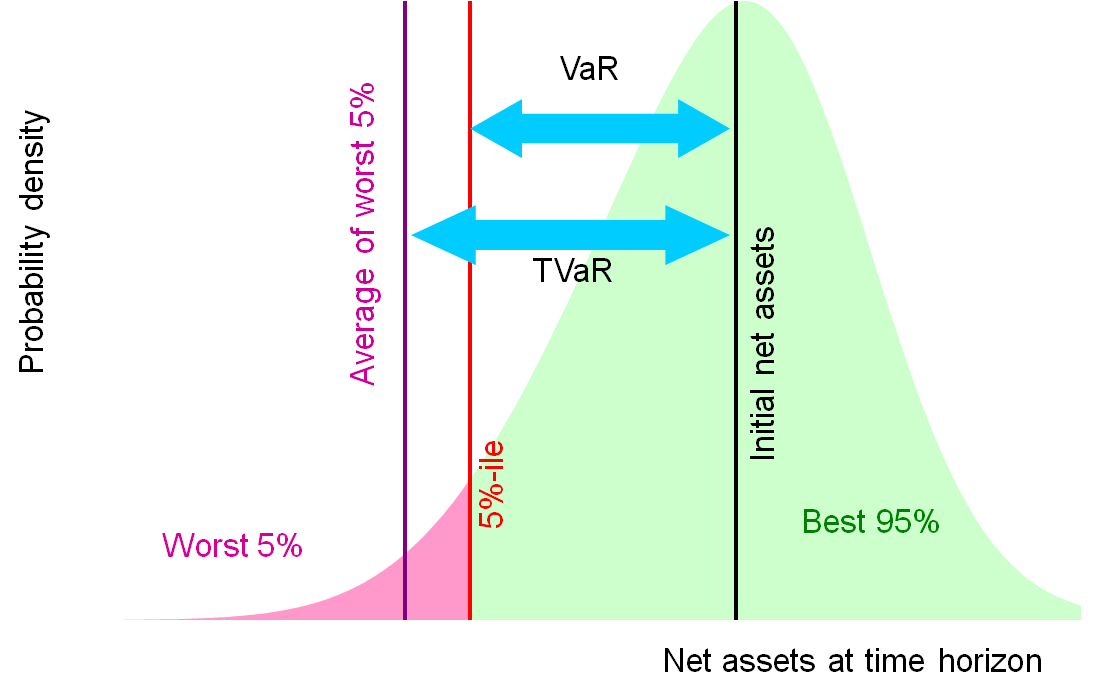 VaR
Probability density
Average of worst 5%
TVaR
Initial net assets
5%-ile
Best 95%
Worst 5%
Net assets at time horizon